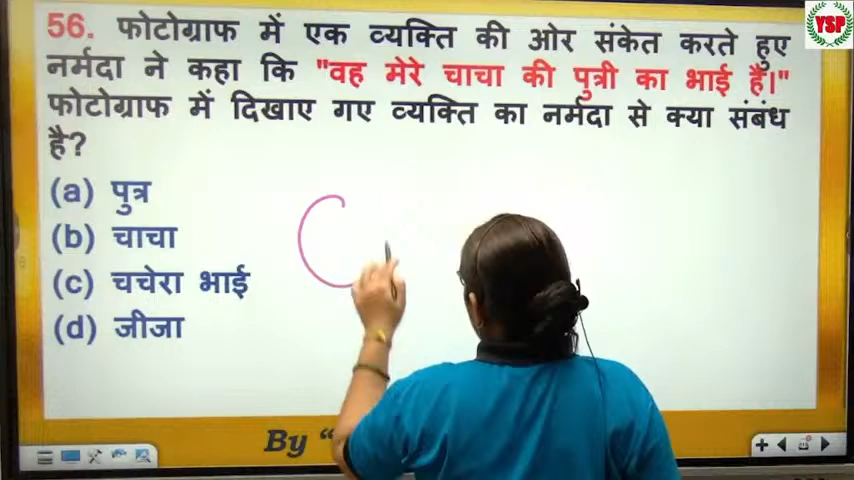 YSP
56. फोटोग्राफ में एक व्यक्ति की ओर संकेत करते हुए
नर्मदा ने कहा कि "वह मेरे चाचा की पुत्री का भाई है।"
फोटोग्राफ में दिखाए गए व्यक्ति का नर्मदा से क्या संबंध
है?
(a) पुत्र
(b) चाचा
(c) चचेरा भाई
(d) जीजा
By "